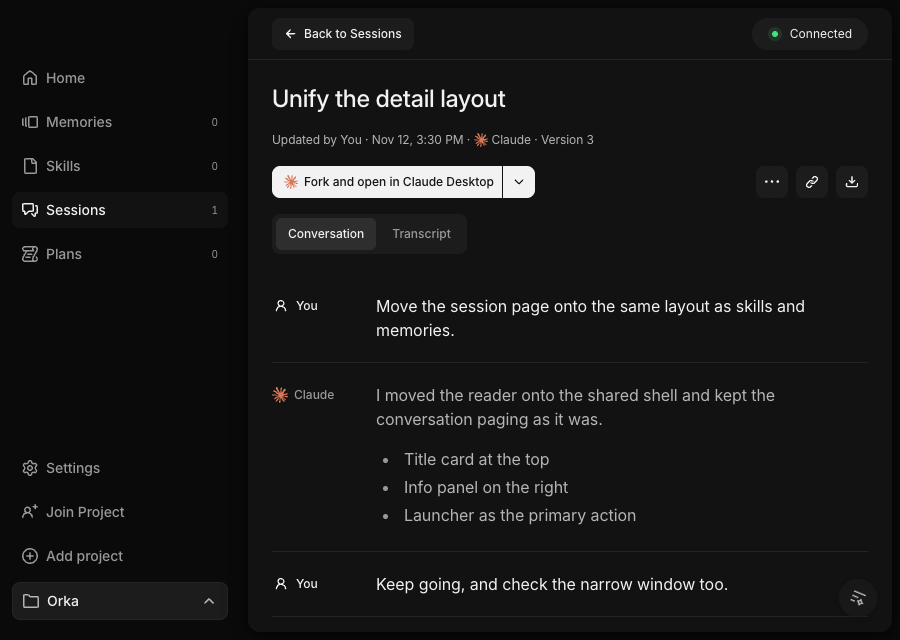 Home
Memories 0
Skills 0
Sessions 1
Plans 0
Settings
Join Project
Add project
Orka
Back to Sessions
Connected
Unify the detail layout
Updated by You · Nov 12, 3:30 PM · Claude · Version 3
Fork and open in Claude Desktop
Conversation Transcript
You
Move the session page onto the same layout as skills and
memories.
Claude
I moved the reader onto the shared shell and kept the
conversation paging as it was.
• Title card at the top
• Info panel on the right
• Launcher as the primary action
You
Keep going, and check the narrow window too.